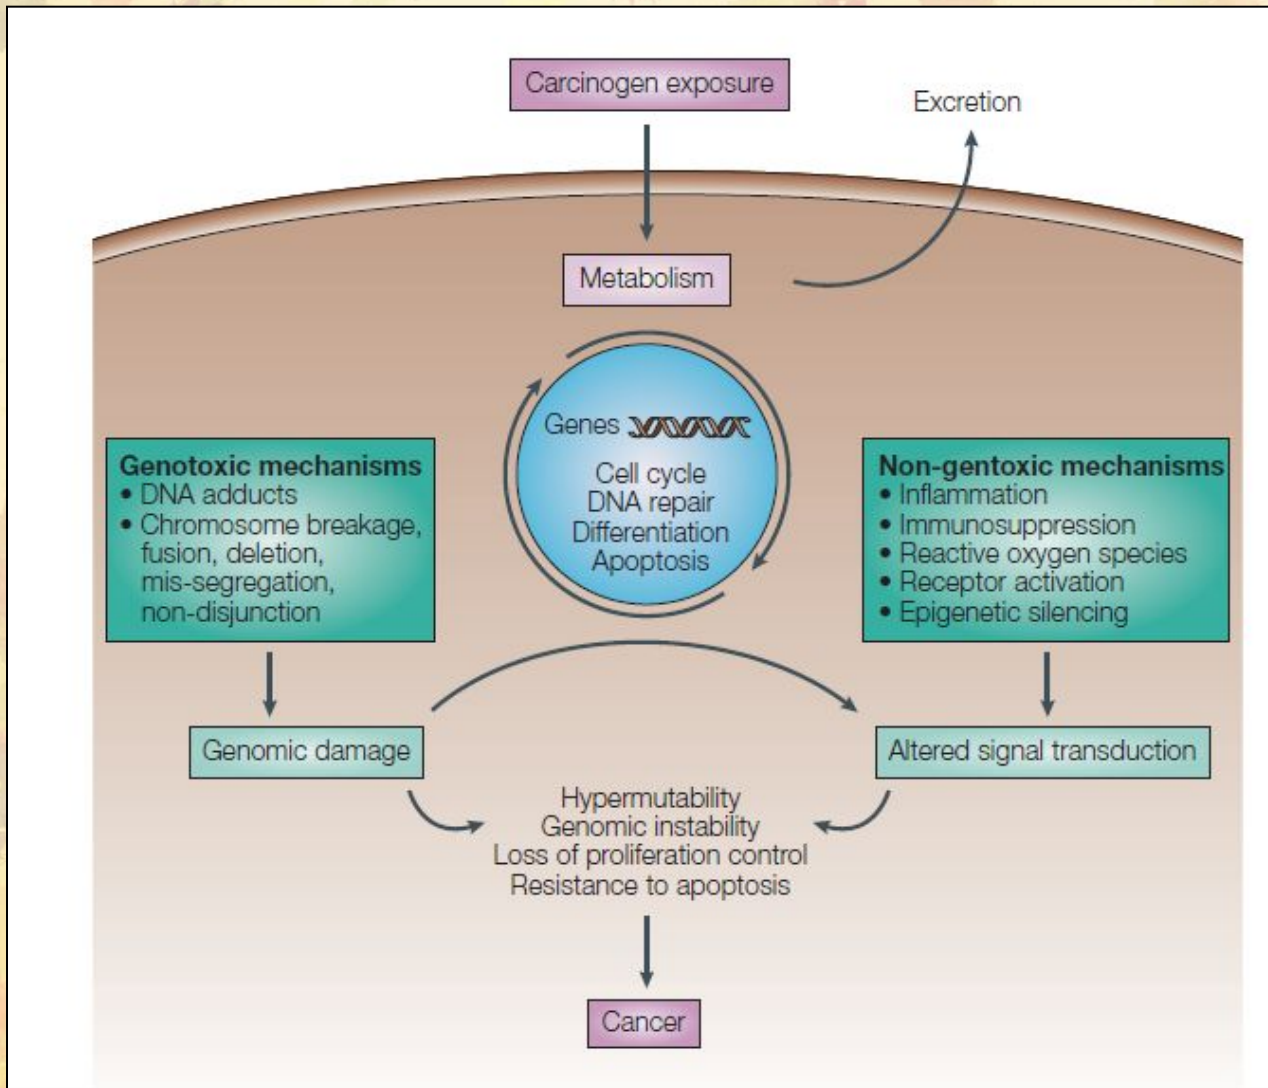 Carcinogen exposure
Excretion
Metabolism
Genes
Cell cycle
DNA repair
Differentiation
Apoptosis
Genotoxic mechanisms
• DNA adducts
• Chromosome breakage,
fusion, deletion,
mis-segregation,
non-disjunction
Non-gentoxic mechanisms
• Inflammation
• Immunosuppression
• Reactive oxygen species
• Receptor activation
• Epigenetic silencing
Genomic damage
Altered signal transduction
Hypermutability
Genomic instability
Loss of proliferation control
Resistance to apoptosis
Cancer